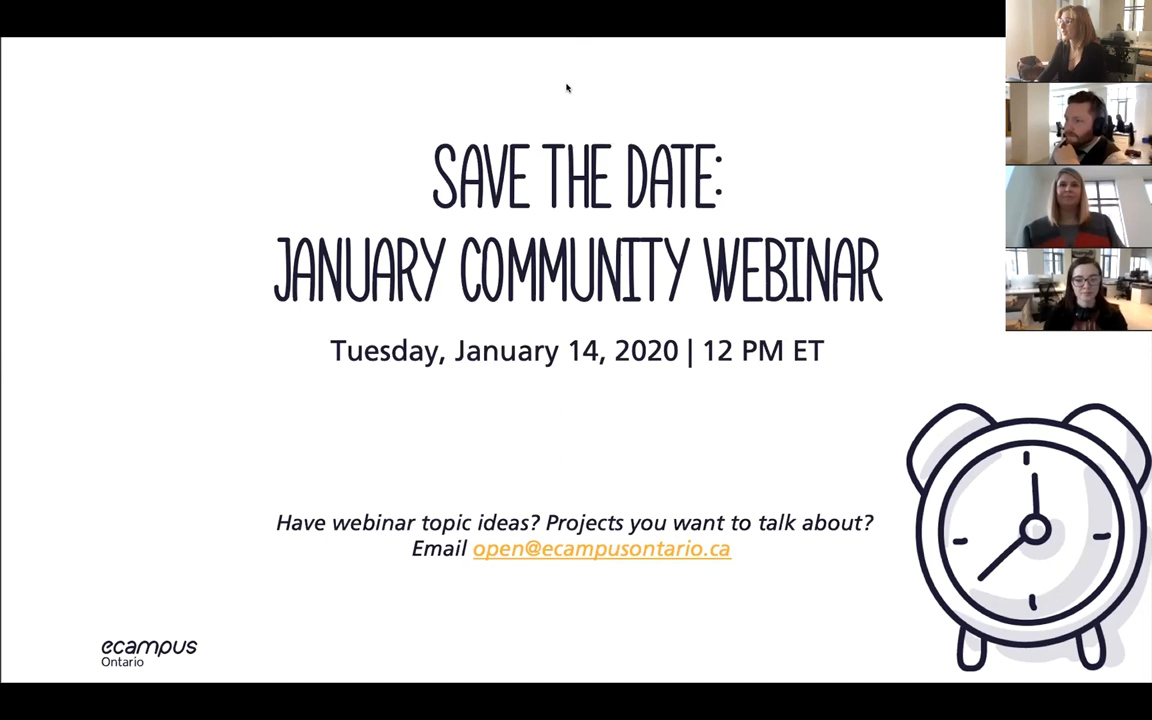 SAVE THE DATE:
JANUARY COMMUNITY WEBINAR
Tuesday, January 14, 2020 | 12 PM ET
Have webinar topic ideas? Projects you want to talk about?
Email open@ecampusontario.ca
ecampus
Ontario